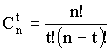 C_n^t = n! / t!(n − t)!